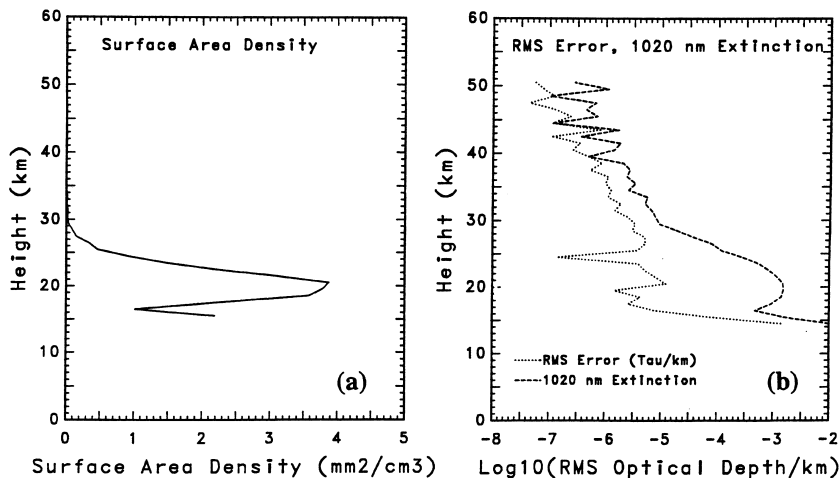 60
50
40
30
20
10
0
Height (km)
Surface Area Density
(a)
0 1 2 3 4 5
Surface Area Density (mm2/cm3)
60
50
40
30
20
10
0
Height (km)
RMS Error, 1020 nm Extinction
RMS Error (Tau/km)
1020 nm Extinction
(b)
-8 -7 -6 -5 -4 -3 -2
Log10(RMS Optical Depth/km)